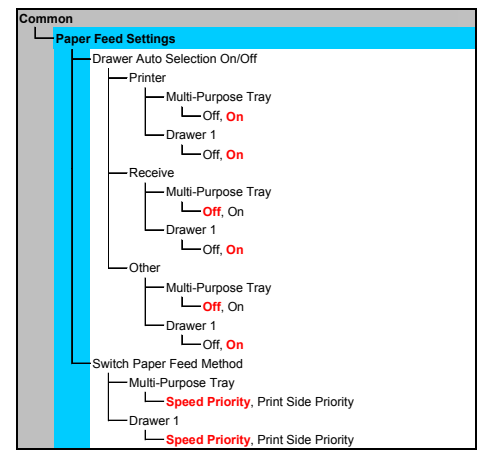 Common
Paper Feed Settings
Drawer Auto Selection On/Off
Printer
Multi-Purpose Tray
Off, On
Drawer 1
Off, On
Receive
Multi-Purpose Tray
Off, On
Drawer 1
Off, On
Other
Multi-Purpose Tray
Off, On
Drawer 1
Off, On
Switch Paper Feed Method
Multi-Purpose Tray
Speed Priority, Print Side Priority
Drawer 1
Speed Priority, Print Side Priority